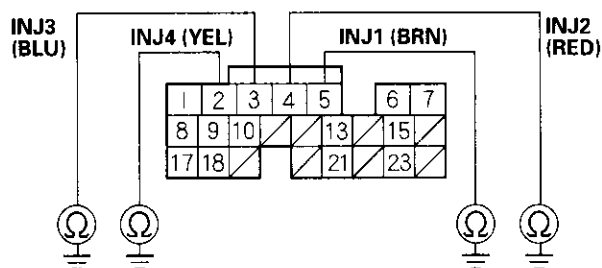 INJ3
(BLU)
INJ4 (YEL)
INJ1 (BRN)
INJ2
(RED)
1 2 3 4 5 6 7
8 9 10 13 15
17 18 21 23
Ω Ω Ω Ω